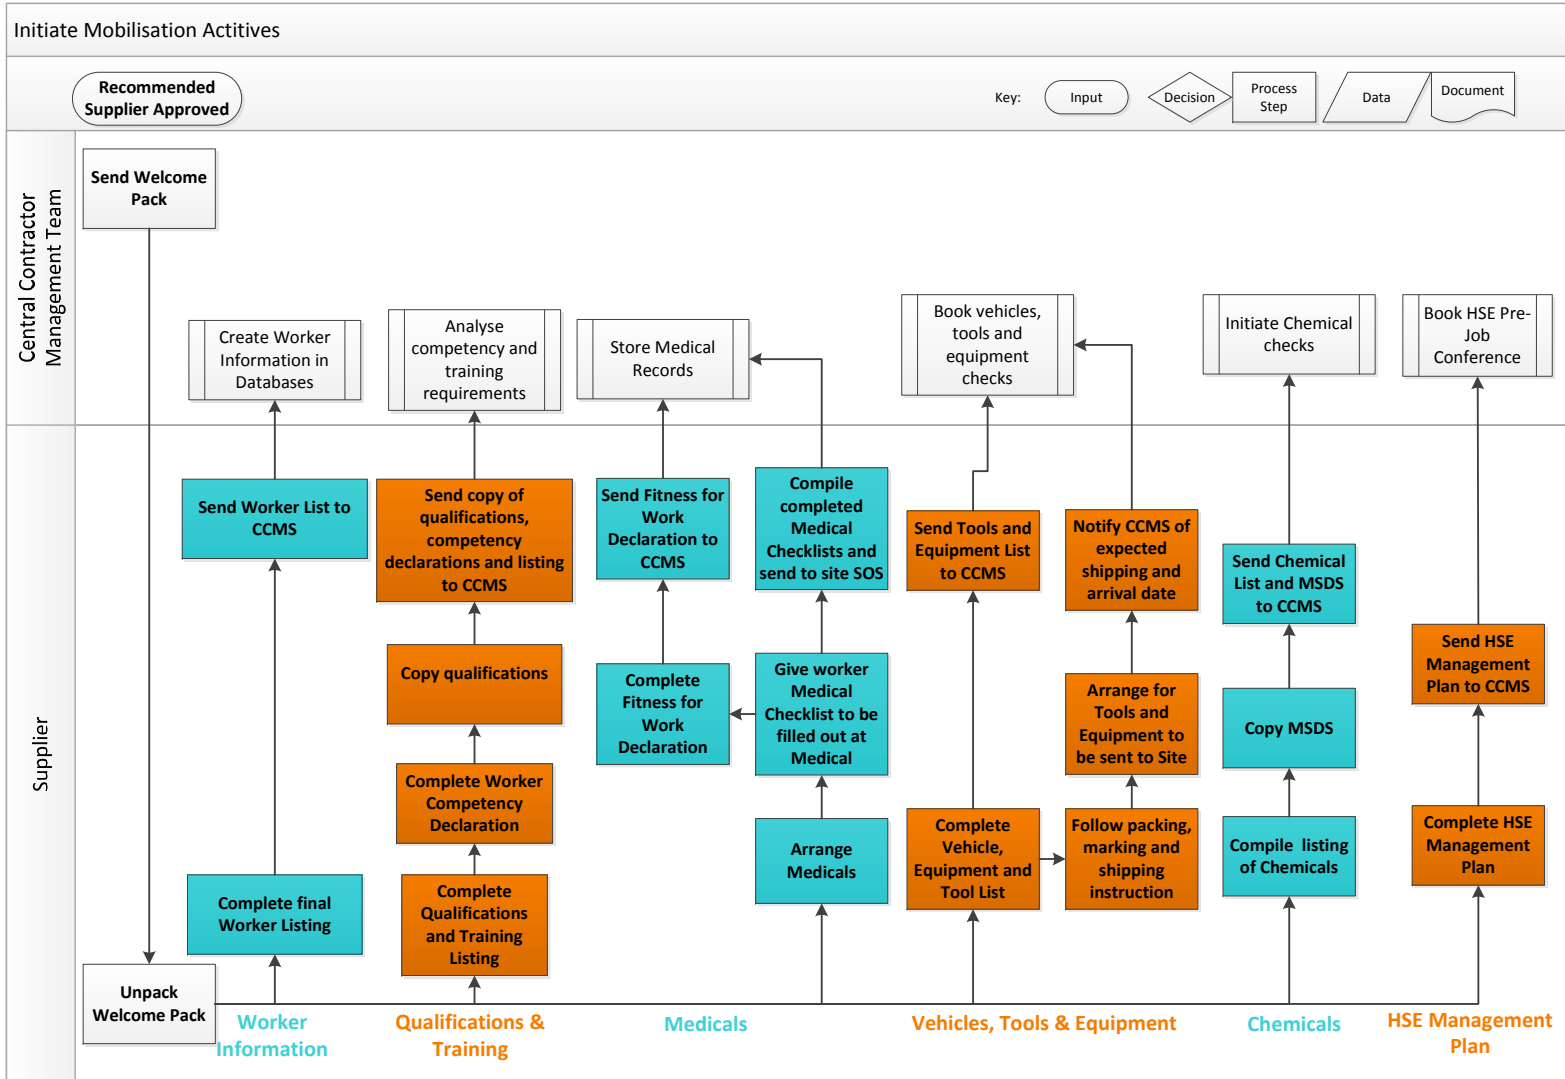 Initiate Mobilisation Actitives
Recommended
Supplier Approved
Key:
Input
Decision
Process
Step
Data
Document
Central Contractor
Management Team
Send Welcome
Pack
Create Worker
Information in
Databases
Analyse
competency and
training
requirements
Store Medical
Records
Book vehicles,
tools and
equipment
checks
Initiate Chemical
checks
Book HSE Pre-
Job
Conference
Supplier
Send Worker List to
CCMS
Send copy of
qualifications,
competency
declarations and listing
to CCMS
Send Fitness for
Work
Declaration to
CCMS
Compile
completed
Medical
Checklists and
send to site SOS
Send Tools and
Equipment List
to CCMS
Notify CCMS of
expected
shipping and
arrival date
Send Chemical
List and MSDS
to CCMS
Send HSE
Management
Plan to CCMS
Copy qualifications
Complete
Fitness for
Work
Declaration
Give worker
Medical
Checklist to be
filled out at
Medical
Arrange for
Tools and
Equipment to
be sent to Site
Copy MSDS
Complete Worker
Competency
Declaration
Arrange
Medicals
Complete
Vehicle,
Equipment and
Tool List
Follow packing,
marking and
shipping
instruction
Compile  listing
of Chemicals
Complete HSE
Management
Plan
Complete final
Worker Listing
Complete
Qualifications
and Training
Listing
Unpack
Welcome Pack
Worker
Information
Qualifications &
Training
Medicals
Vehicles, Tools & Equipment
Chemicals
HSE Management
Plan